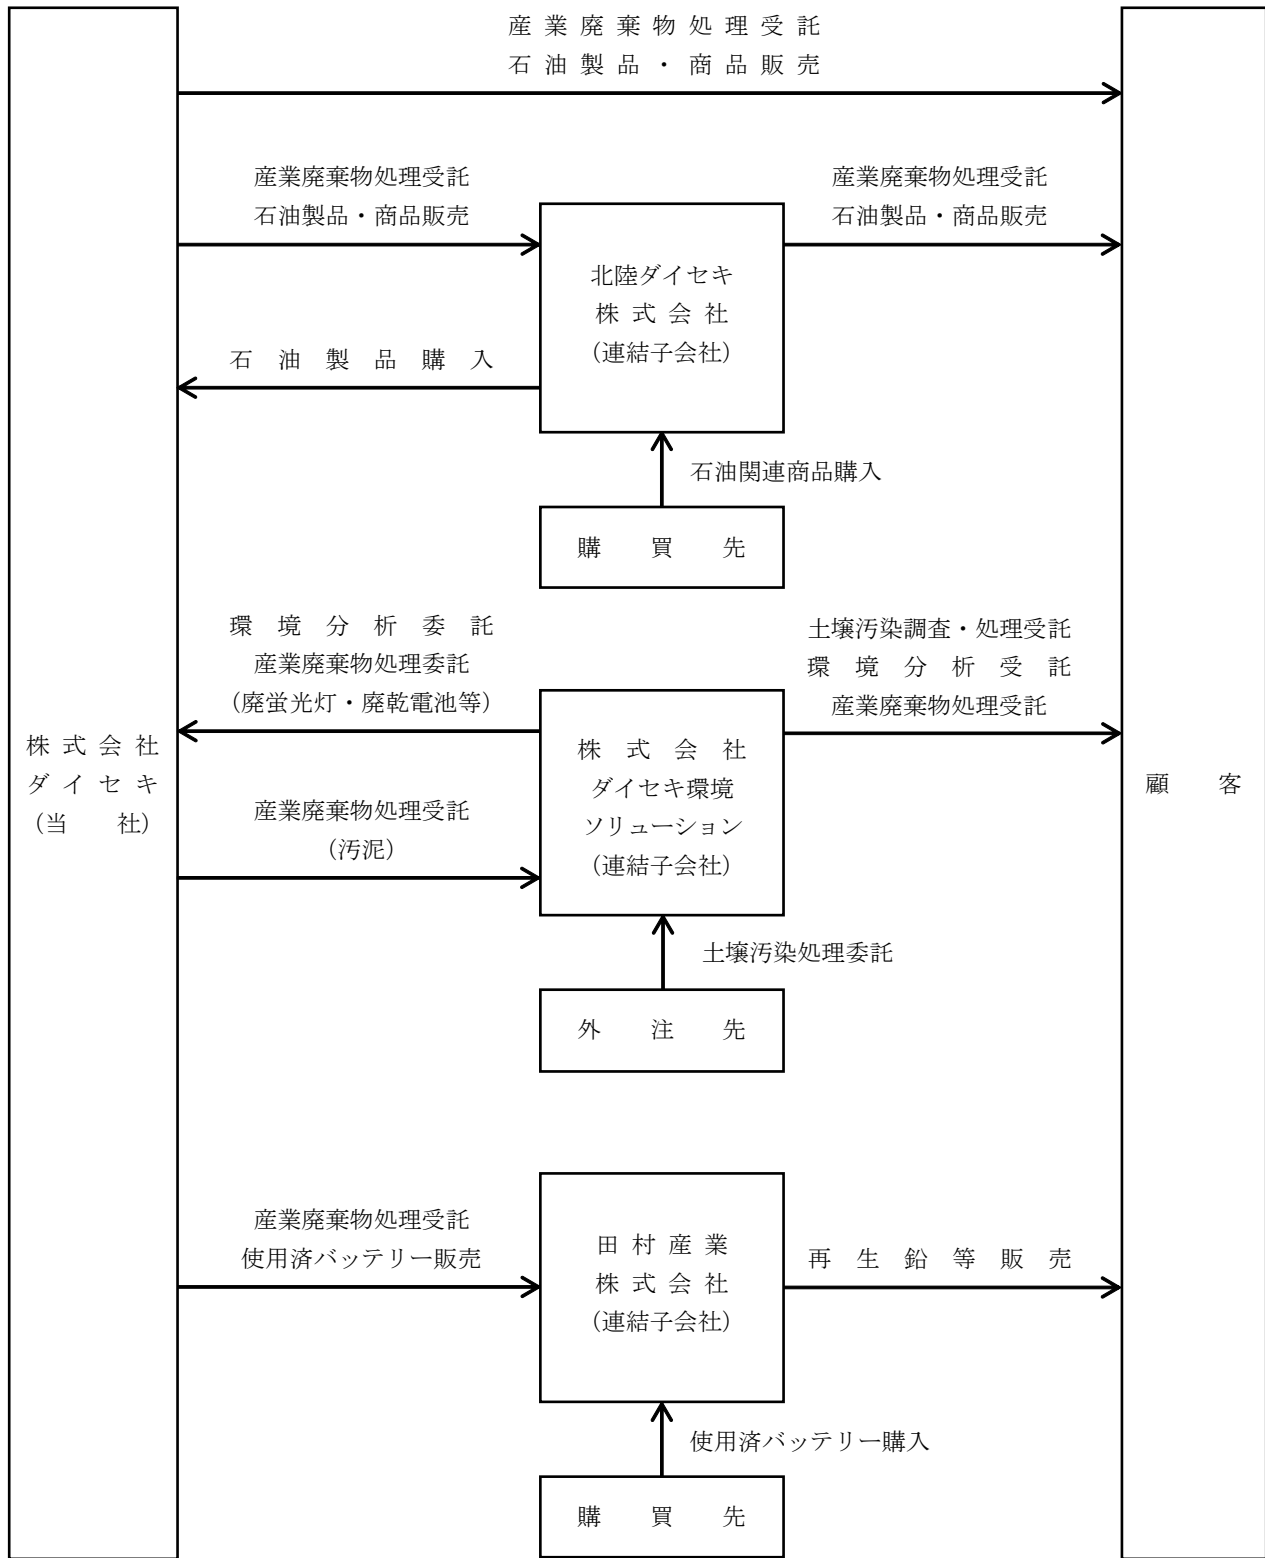 産業廃棄物処理受託
石油製品・商品販売
産業廃棄物処理受託
石油製品・商品販売
産業廃棄物処理受託
石油製品・商品販売
北陸ダイセキ
株式会社
(連結子会社)
石油製品購入
石油関連商品購入
購買先
環境分析委託
産業廃棄物処理委託
(廃蛍光灯・廃乾電池等)
土壌汚染調査・処理受託
環境分析受託
産業廃棄物処理受託
株式会社
ダイセキ
(当社)
株式会社
ダイセキ環境
ソリューション
(連結子会社)
顧客
産業廃棄物処理受託
(汚泥)
土壌汚染処理委託
外注先
産業廃棄物処理受託
使用済バッテリー販売
田村産業
株式会社
(連結子会社)
再生鉛等販売
使用済バッテリー購入
購買先